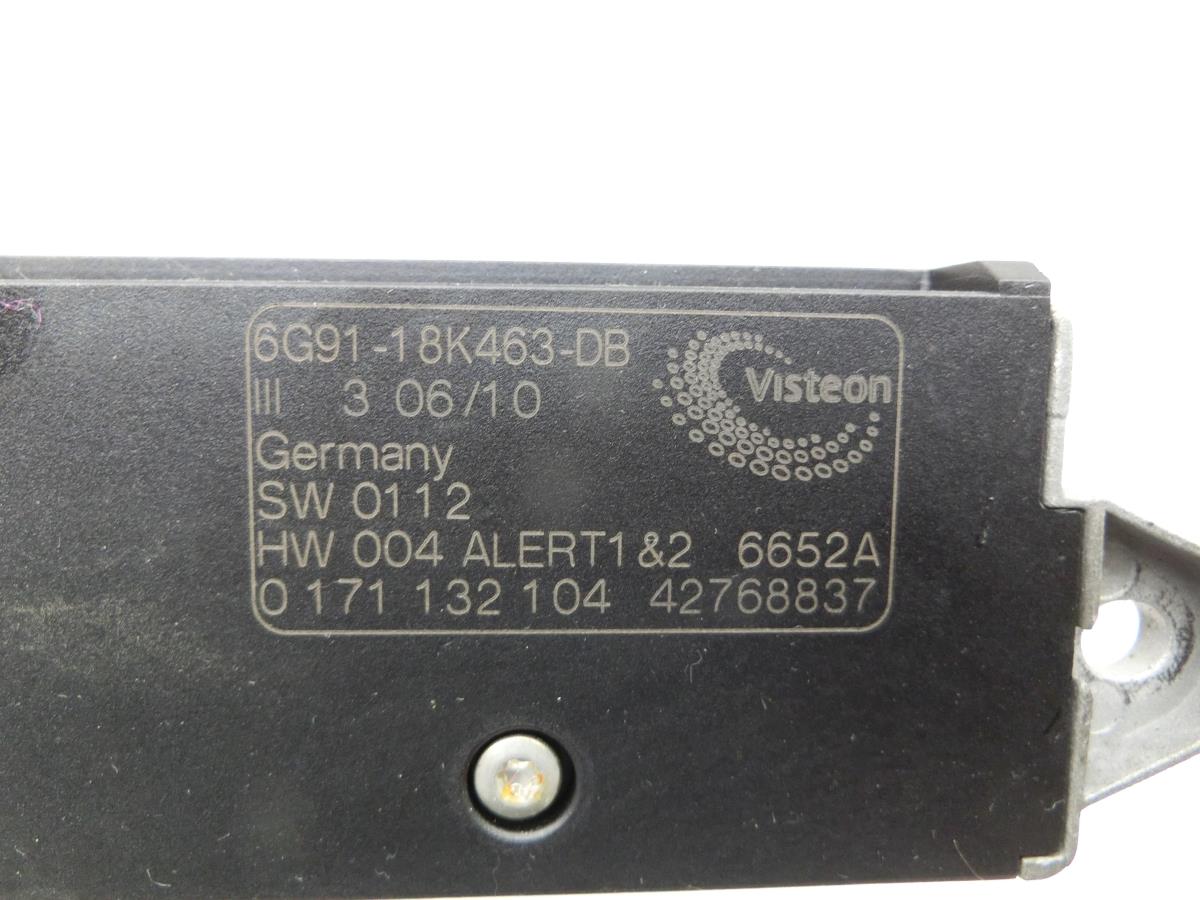 6G91-18K463-DB
III 3 06/10
Visteon
Germany
SW 0112
HW 004 ALERT1&2 6652A
0 171 132 104 42768837